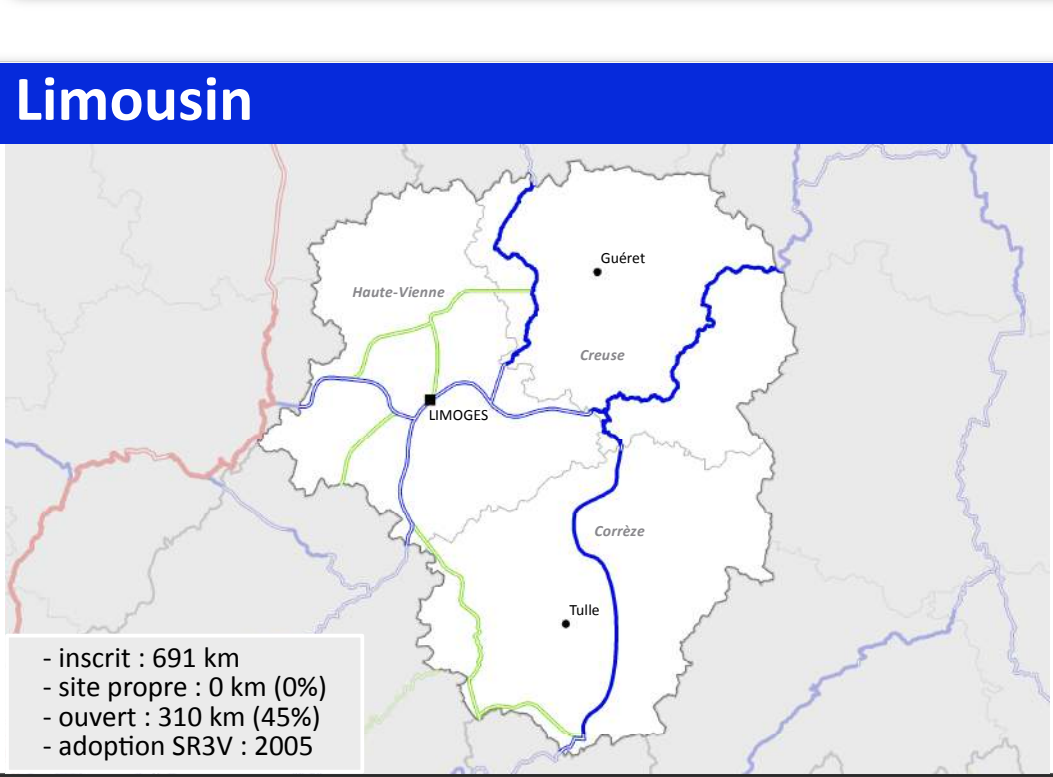 Limousin
Guéret
Haute-Vienne
Creuse
LIMOGES
Corrèze
Tulle
- inscrit : 691 km
- site propre : 0 km (0%)
- ouvert : 310 km (45%)
- adoption SR3V : 2005